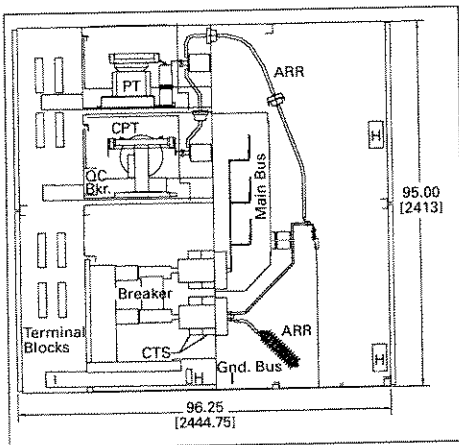 ARR
PT
H
CPT
Main Bus
95.00
[2413]
QC
Bkr.
Breaker
Terminal
Blocks
ARR
CTS
Gnd. Bus
H
H
96.25
[2444.75]